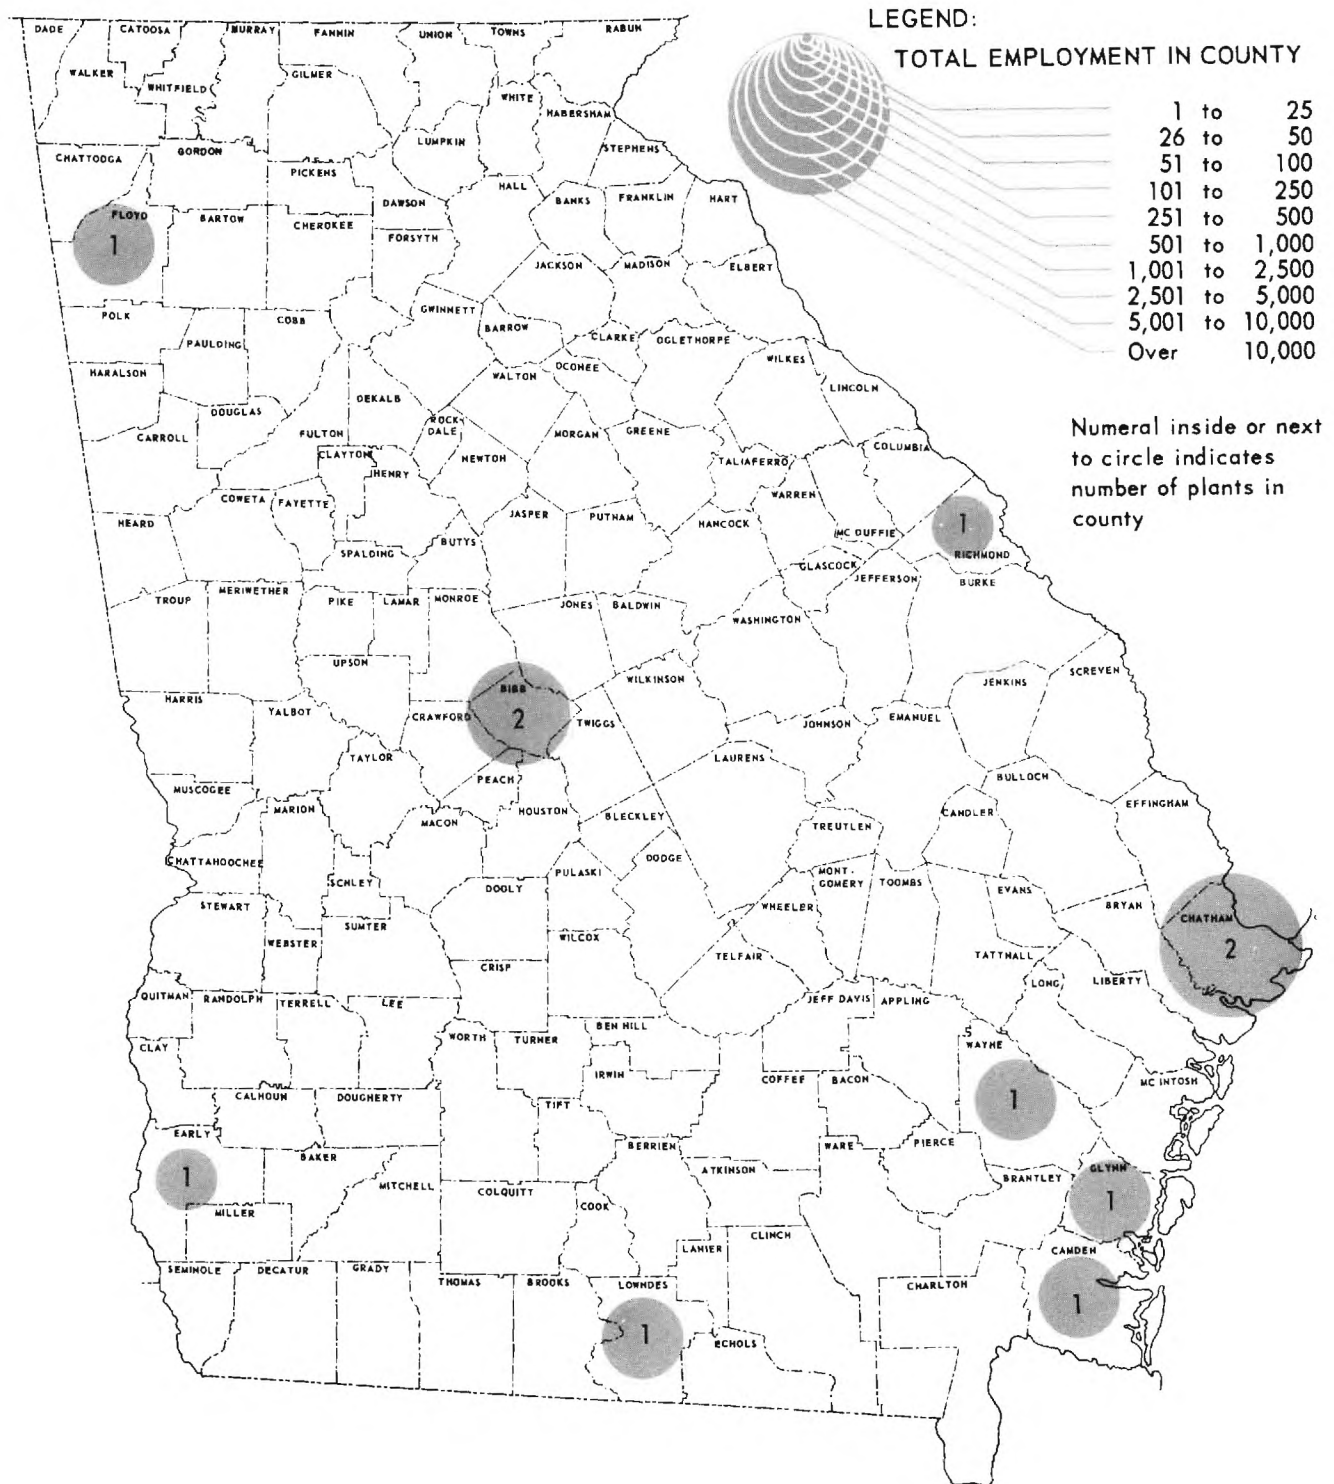 LEGEND:
TOTAL EMPLOYMENT IN COUNTY
1 to 25
26 to 50
51 to 100
101 to 250
251 to 500
501 to 1,000
1,001 to 2,500
2,501 to 5,000
5,001 to 10,000
Over 10,000
Numeral inside or next
to circle indicates
number of plants in
county
DADE
CATOOSA
MURRAY
FANNIN
UNION
TOWNS
RABUN
WALKER
WHITFIELD
GILMER
WHITE
HABERSHAM
LUMPKIN
STEPHENS
CHATTOOGA
GORDON
PICKENS
HALL
DAWSON
BANKS
FRANKLIN
HART
FLOYD
1
BARTOW
CHEROKEE
FORSYTH
JACKSON
MADISON
ELBERT
POLK
COBB
GWINNETT
BARROW
PAULDING
CLARKE
OGLETHORPE
HARALSON
WALTON
OCONEE
WILKES
LINCOLN
DOUGLAS
DEKALB
CARROLL
FULTON
ROCK-
DALE
MORGAN
GREENE
COLUMBIA
CLAYTON
HENRY
NEWTON
TALIAFERRO
WARREN
HEARD
COWETA
FAYETTE
JASPER
PUTNAM
HANCOCK
MC DUFFIE
1
RICHMOND
SPALDING
BUTYS
GLASCOCK
JEFFERSON
BURKE
TROUP
MERIWETHER
PIKE
LAMAR
MONROE
JONES
BALDWIN
WASHINGTON
UPSON
WILKINSON
JENKINS
SCREVEN
HARRIS
YALBOT
CRAWFORD
BIBB
2
TWIGGS
JOHNSON
EMANUEL
TAYLOR
LAURENS
MUSCOGEE
PEACH
BULLOCH
MARION
MACON
HOUSTON
BLECKLEY
TREUTLEN
CANDLER
EFFINGHAM
CHATTAHOOCHEE
SCHLEY
DOOLY
PULASKI
DODGE
MONT-
GOMERY
TOOMBS
EVANS
STEWART
SUMTER
WHEELER
BRYAN
CHATHAM
2
WEBSTER
WILCOX
CRISP
TELFAIR
TATTNALL
LONG
LIBERTY
QUITMAN
RANDOLPH
TERRELL
LEE
JEFF DAVIS
APPLING
CLAY
WORTH
TURNER
BEN HILL
WAYNE
1
IRWIN
COFFEE
BACON
MC INTOSH
CALHOUN
DOUGHERTY
TIFT
EARLY
1
BAKER
BERRIEN
WARE
PIERCE
MITCHELL
COLQUITT
ATKINSON
BRANTLEY
GLYNN
1
MILLER
COOK
LANIER
CLINCH
CAMDEN
1
SEMINOLE
DECATUR
GRADY
THOMAS
BROOKS
LOWNDES
1
CHARLTON
ECHOLS